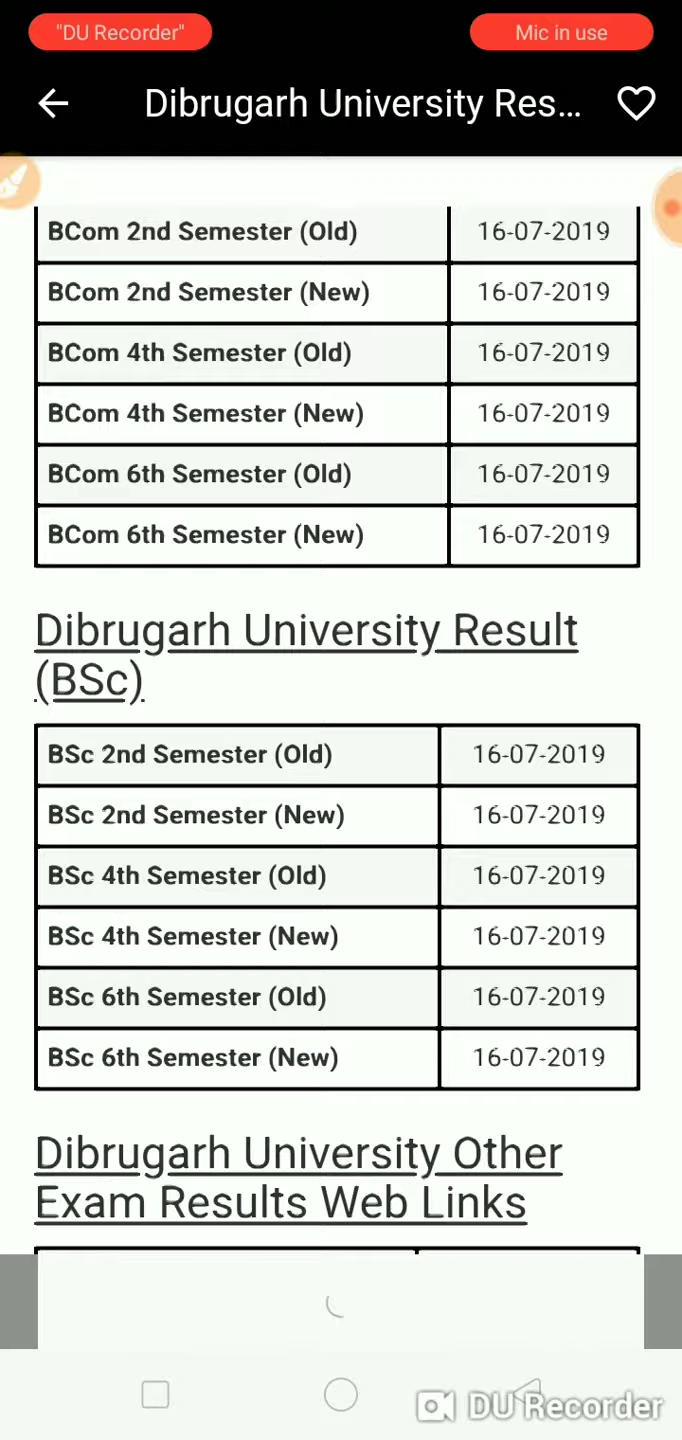 "DU Recorder" Mic in use
Dibrugarh University Res...
BCom 2nd Semester (Old) 16-07-2019
BCom 2nd Semester (New) 16-07-2019
BCom 4th Semester (Old) 16-07-2019
BCom 4th Semester (New) 16-07-2019
BCom 6th Semester (Old) 16-07-2019
BCom 6th Semester (New) 16-07-2019
Dibrugarh University Result
(BSc)
BSc 2nd Semester (Old) 16-07-2019
BSc 2nd Semester (New) 16-07-2019
BSc 4th Semester (Old) 16-07-2019
BSc 4th Semester (New) 16-07-2019
BSc 6th Semester (Old) 16-07-2019
BSc 6th Semester (New) 16-07-2019
Dibrugarh University Other
Exam Results Web Links
DU Recorder